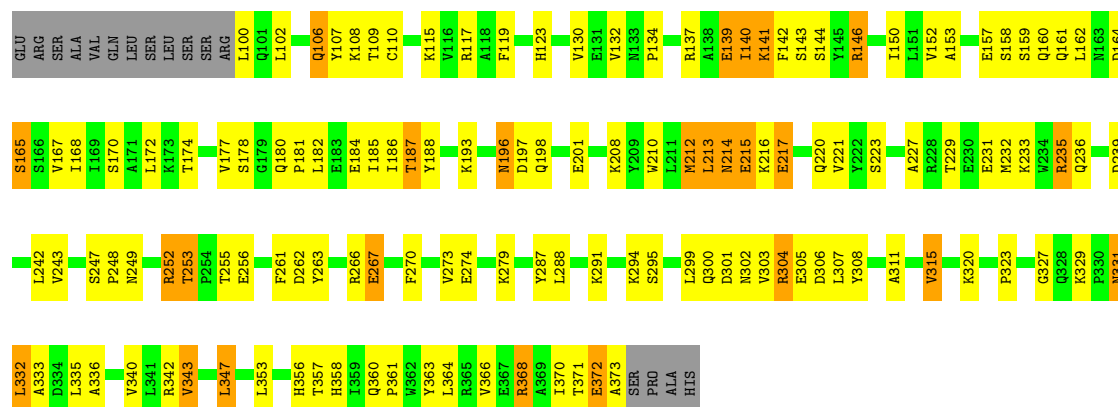 GLU ARG SER ALA VAL GLN LEU SER LEU SER SER ARG L100 Q101 L102 Q106 Y107 K108 T109 C110 K115 V116 R117 A118 F119 H123 V130 E131 V132 N133 P134 R137 A138 E139 I140 K141 F142 S143 S144 Y145 R146 I150 L151 V152 A153 E157 S158 S159 Q160 Q161 L162 N163 D164
S165 S166 V167 I168 I169 S170 A171 L172 K173 T174 V177 S178 G179 Q180 P181 L182 E183 E184 I185 I186 T187 Y188 K193 N196 D197 Q198 E201 K208 Y209 W210 L211 M212 L213 N214 E215 K216 E217 Q220 V221 Y222 S223 A227 R228 T229 E230 E231 M232 K233 W234 R235 Q236 D239
L242 V243 S247 P248 N249 R252 T253 P254 T255 E256 F261 D262 Y263 R266 E267 F270 V273 E274 K279 Y287 L288 K291 K294 S295 L299 Q300 D301 N302 V303 R304 E305 D306 L307 Y308 A311 V315 K320 P323 G327 Q328 K329 P330 N331
L332 A333 D334 L335 A336 V340 L341 R342 V343 L347 L353 H356 T357 H358 I359 Q360 P361 W362 Y363 L364 R365 V366 E367 R368 A369 I370 T371 E372 A373 SER PRO ALA HIS